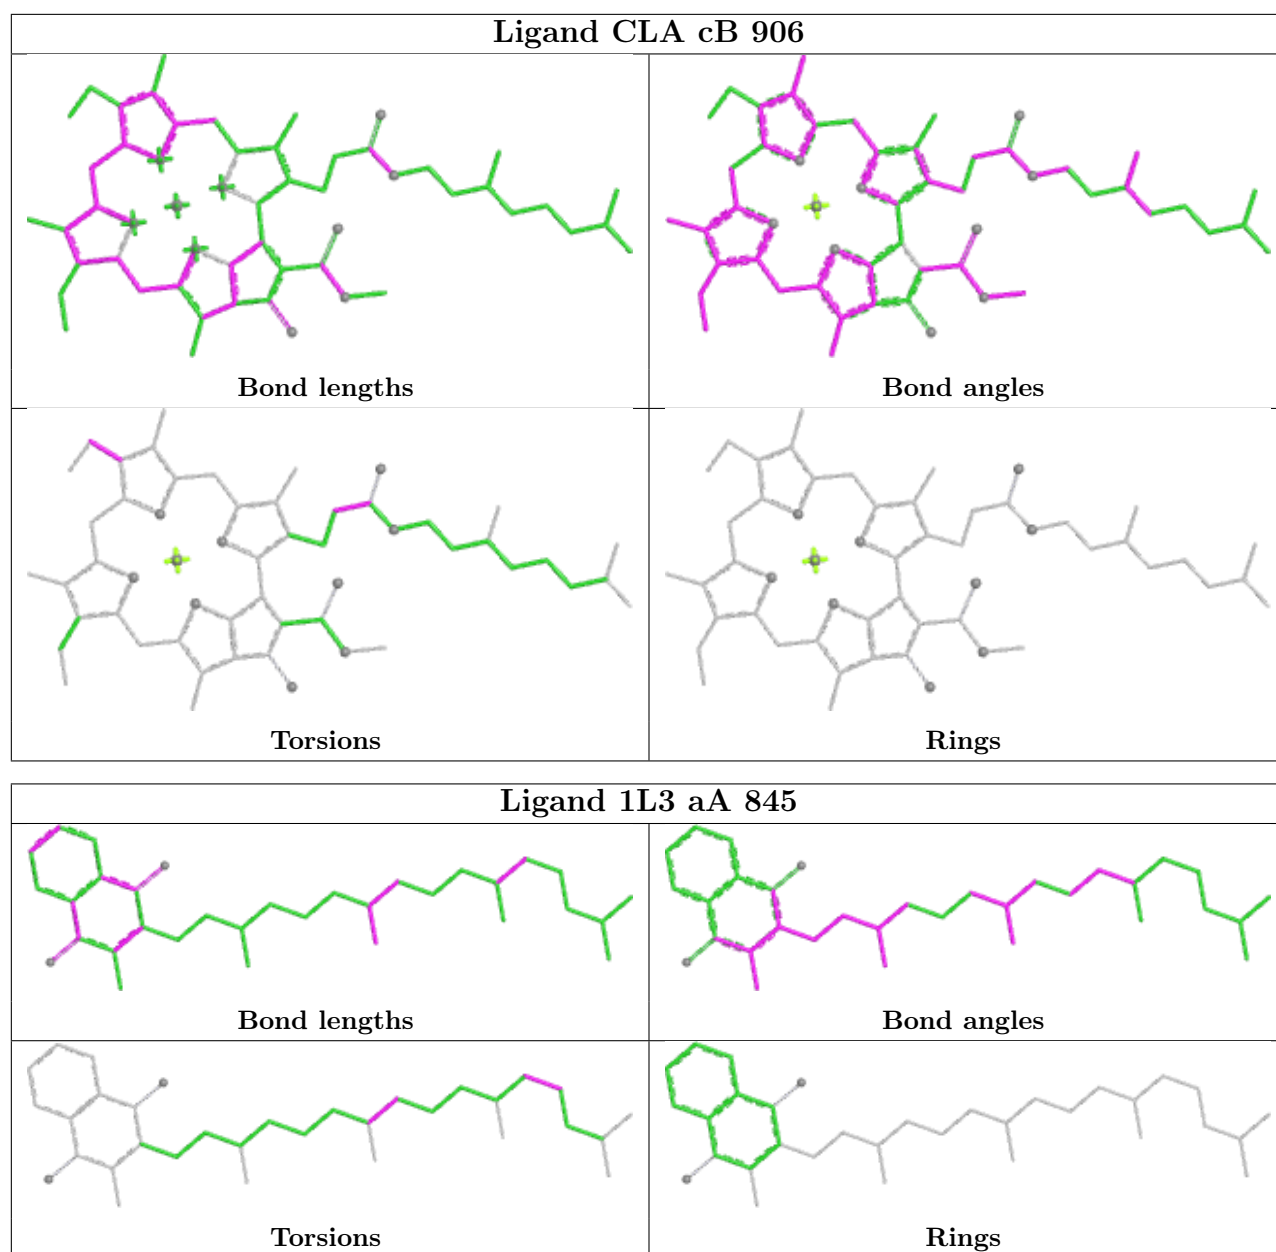 Ligand CLA cB 906
Bond lengths
Bond angles
Torsions
Rings
Ligand 1L3 aA 845
Bond lengths
Bond angles
Torsions
Rings